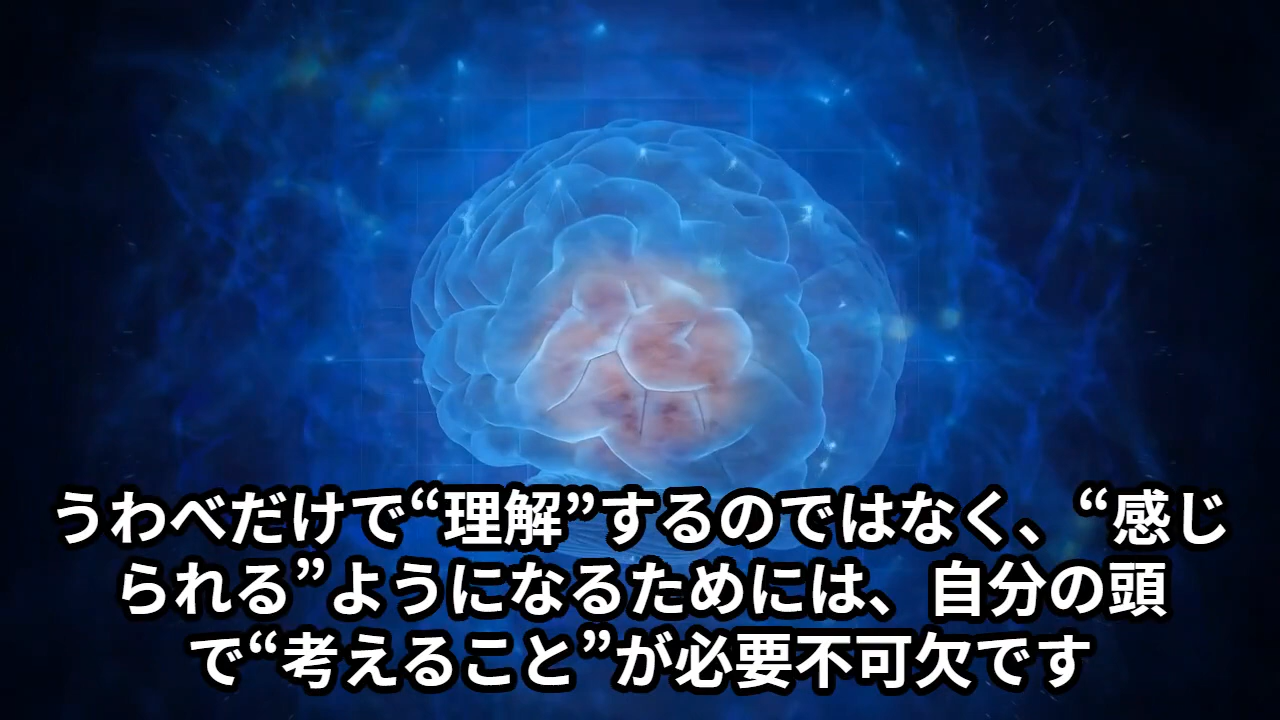 うわべだけで“理解”するのではなく、“感じ
られる”ようになるためには、自分の頭
で“考えること”が必要不可欠です